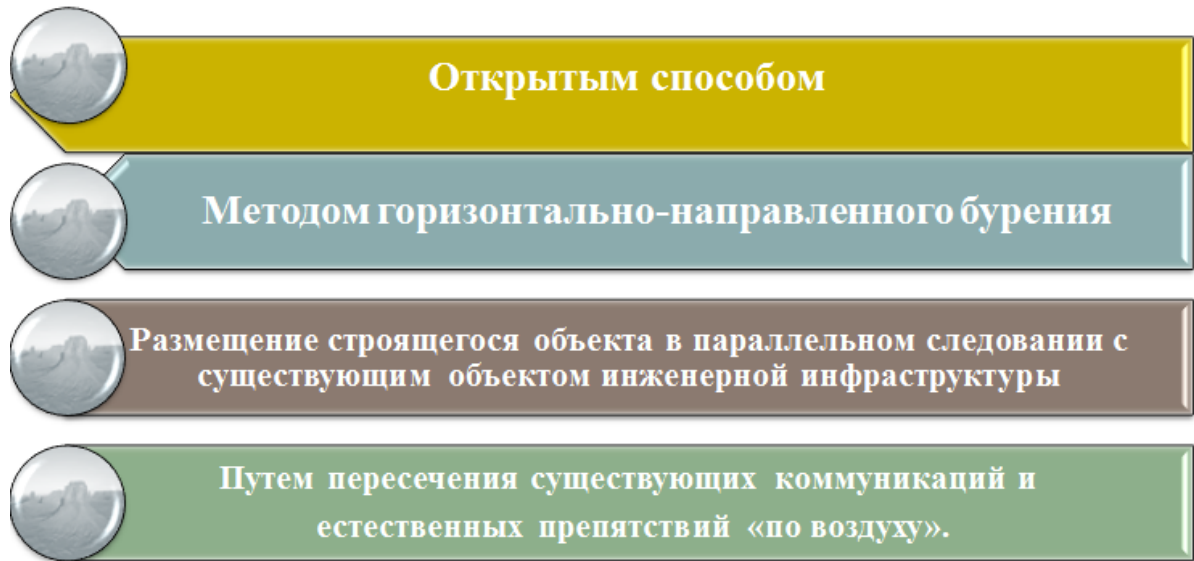 Открытым способом
Методом горизонтально-направленного бурения
Размещение строящегося объекта в параллельном следовании с
существующим объектом инженерной инфраструктуры
Путем пересечения существующих коммуникаций и
естественных препятствий «по воздуху».